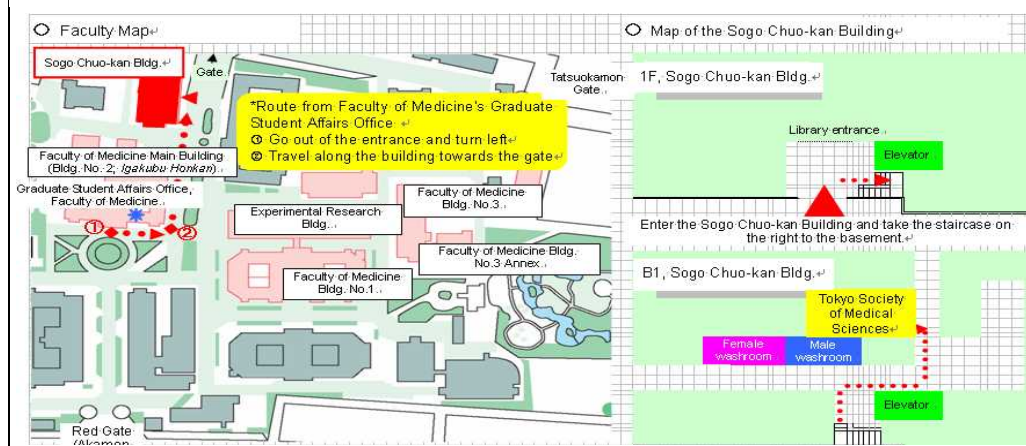 Faculty Map
Sogo Chuo-kan Bldg.
Gate
*Route from Faculty of Medicine's Graduate
Student Affairs Office
① Go out of the entrance and turn left
② Travel along the building towards the gate
Tatsuokamon
Gate
Faculty of Medicine Main Building
(Bldg. No. 2; Igakubu Honkan)
Graduate Student Affairs Office,
Faculty of Medicine
① ②
Experimental Research
Bldg.
Faculty of Medicine
Bldg. No.3
Faculty of Medicine Bldg.
No.3 Annex
Faculty of Medicine
Bldg. No.1
Red Gate
(Akamon
Map of the Sogo Chuo-kan Building
1F, Sogo Chuo-kan Bldg.
Library entrance
Elevator
Enter the Sogo Chuo-kan Building and take the staircase on
the right to the basement.
B1, Sogo Chuo-kan Bldg.
Tokyo Society
of Medical
Sciences
Female
washroom
Male
washroom
Elevator